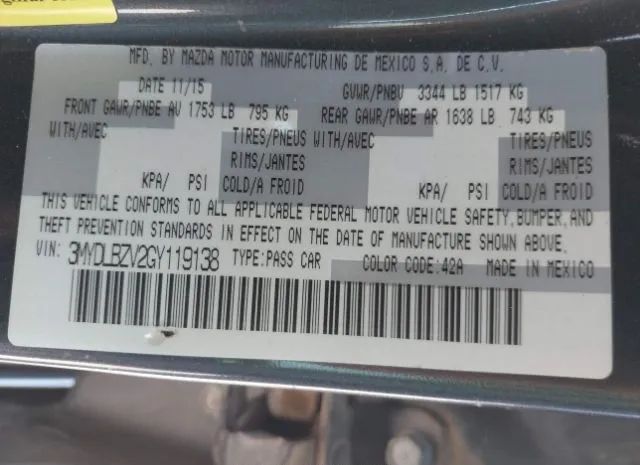 MFD. BY MAZDA MOTOR MANUFACTURING DE MEXICO S.A. DE C.V.
DATE 11/15 GVWR/PNBV 3344 LB 1517 KG
FRONT GAWR/PNBE AV 1753 LB 795 KG REAR GAWR/PNBE AR 1638 LB 743 KG
WITH/AVEC TIRES/PNEUS WITH/AVEC TIRES/PNEUS
RIMS/JANTES RIMS/JANTES
KPA/ PSI COLD/A FROID KPA/ PSI COLD/A FROID
THIS VEHICLE CONFORMS TO ALL APPLICABLE FEDERAL MOTOR VEHICLE SAFETY, BUMPER, AND
THEFT PREVENTION STANDARDS IN EFFECT ON THE DATE OF MANUFACTURE SHOWN ABOVE.
VIN: 3MYDLBZV2GY119138 TYPE:PASS CAR COLOR CODE:42A MADE IN MEXICO